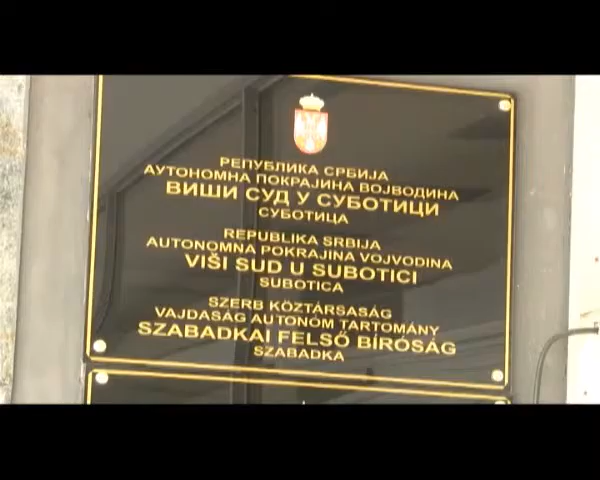 РЕПУБЛИКА СРБИЈА
АУТОНОМНА ПОКРАЈИНА ВОЈВОДИНА
ВИШИ СУД У СУБОТИЦИ
СУБОТИЦА
REPUBLIKA SRBIJA
AUTONOMNA POKRAJINA VOJVODINA
VIŠI SUD U SUBOTICI
SUBOTICA
SZERB KÖZTÁRSASÁG
VAJDASÁG AUTONÓM TARTOMÁNY
SZABADKAI FELSŐ BÍRÓSÁG
SZABADKA